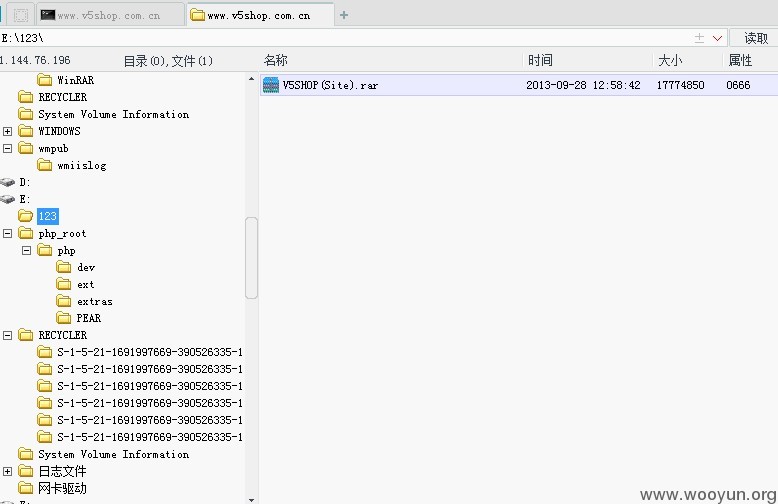 www.v5shop.com.cn www.v5shop.com.cn
E:\123\ 读取
1.144.76.196 目录(0),文件(1) 名称 时间 大小 属性
WinRAR
RECYCLER
System Volume Information
WINDOWS
wmpub
wmiislog
D:
E:
123
php_root
php
dev
ext
extras
PEAR
RECYCLER
S-1-5-21-1691997669-390526335-1
S-1-5-21-1691997669-390526335-1
S-1-5-21-1691997669-390526335-1
S-1-5-21-1691997669-390526335-1
S-1-5-21-1691997669-390526335-1
S-1-5-21-1691997669-390526335-1
System Volume Information
日志文件
网卡驱动
V5SHOP(Site).rar 2013-09-28 12:58:42 17774850 0666
www.wooyun.org